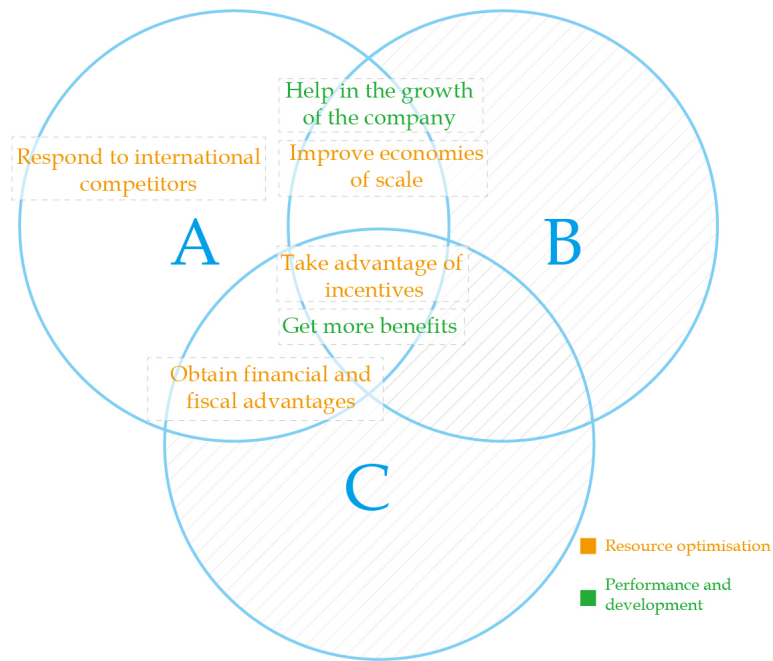 Help in the growth
of the company
Respond to international
competitors
Improve economies
of scale
A
B
Take advantage of
incentives
Get more benefits
Obtain financial and
fiscal advantages
C
Resource optimisation
Performance and
development